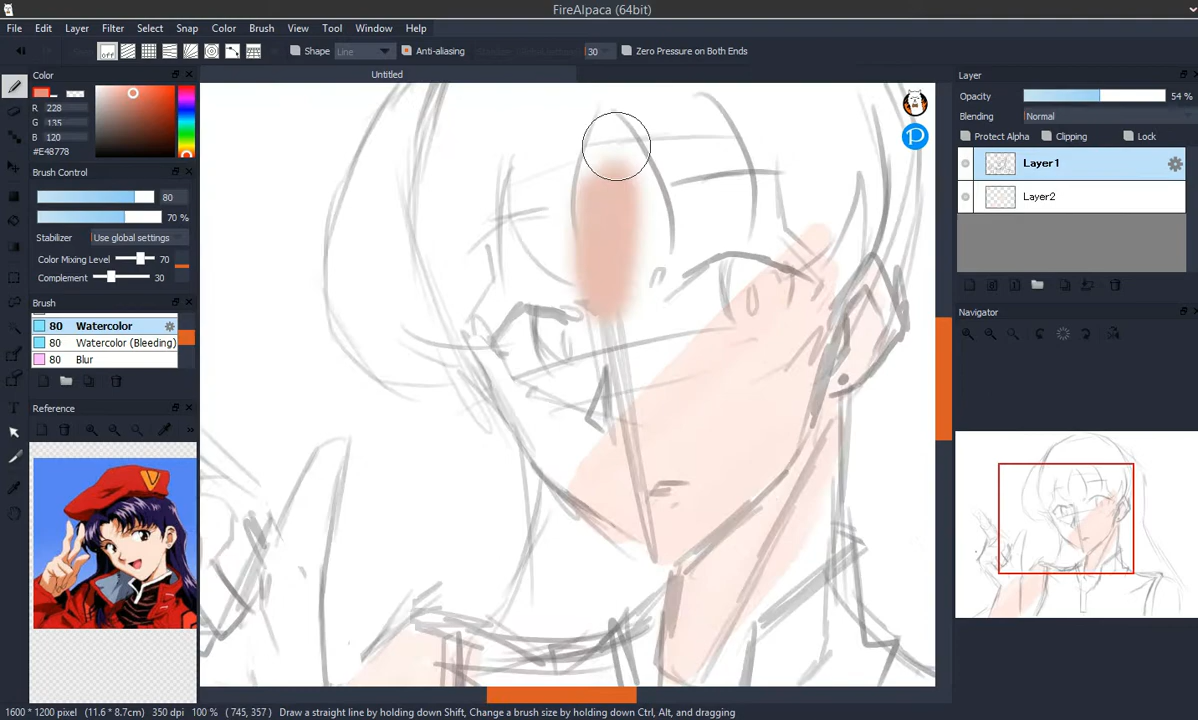 FireAlpaca (64bit)
File Edit Layer Filter Select Snap Color Brush View Tool Window Help
off Shape Line Anti-aliasing 30 Zero Pressure on Both Ends
Color Untitled Layer
R 228
G 135
B 120
#E48778
Opacity 54 %
Blending Normal
Protect Alpha Clipping Lock
Layer1
Layer2
Brush Control
80
70 %
Stabilizer Use global settings
Color Mixing Level 70
Complement 30
Brush
80 Watercolor
80 Watercolor (Bleeding)
80 Blur
Navigator
Reference
1600 * 1200 pixel (11.6 * 8.7cm) 350 dpi 100 % ( 745, 357 ) Draw a straight line by holding down Shift, Change a brush size by holding down Ctrl, Alt, and dragging